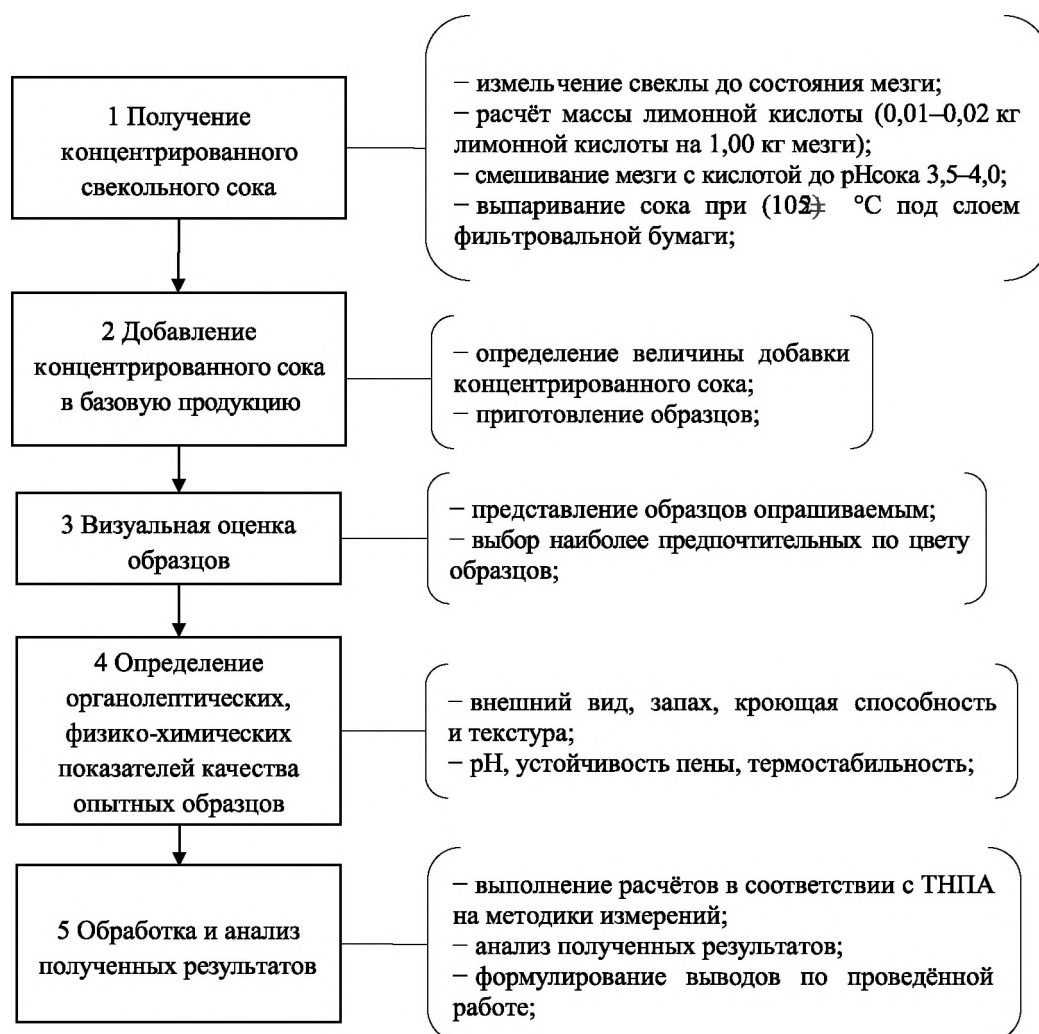 1 Получение
концентрированного
свекольного сока
− измельчение свеклы до состояния мезги;
− расчёт массы лимонной кислоты (0,01–0,02 кг
лимонной кислоты на 1,00 кг мезги);
− смешивание мезги с кислотой до pHсока 3,5–4,0;
− выпаривание сока при °C под слоем
фильтровальной бумаги;
2 Добавление
концентрированного сока
в базовую продукцию
− определение величины добавки
концентрированного сока;
− приготовление образцов;
3 Визуальная оценка
образцов
− представление образцов опрашиваемым;
− выбор наиболее предпочтительных по цвету
образцов;
4 Определение
органолептических,
физико-химических
показателей качества
опытных образцов
− внешний вид, запах, кроющая способность
и текстура;
− pH, устойчивость пены, термостабильность;
5 Обработка и анализ
полученных результатов
− выполнение расчётов в соответствии с ТНПА
на методики измерений;
− анализ полученных результатов;
− формулирование выводов по проведённой
работе;